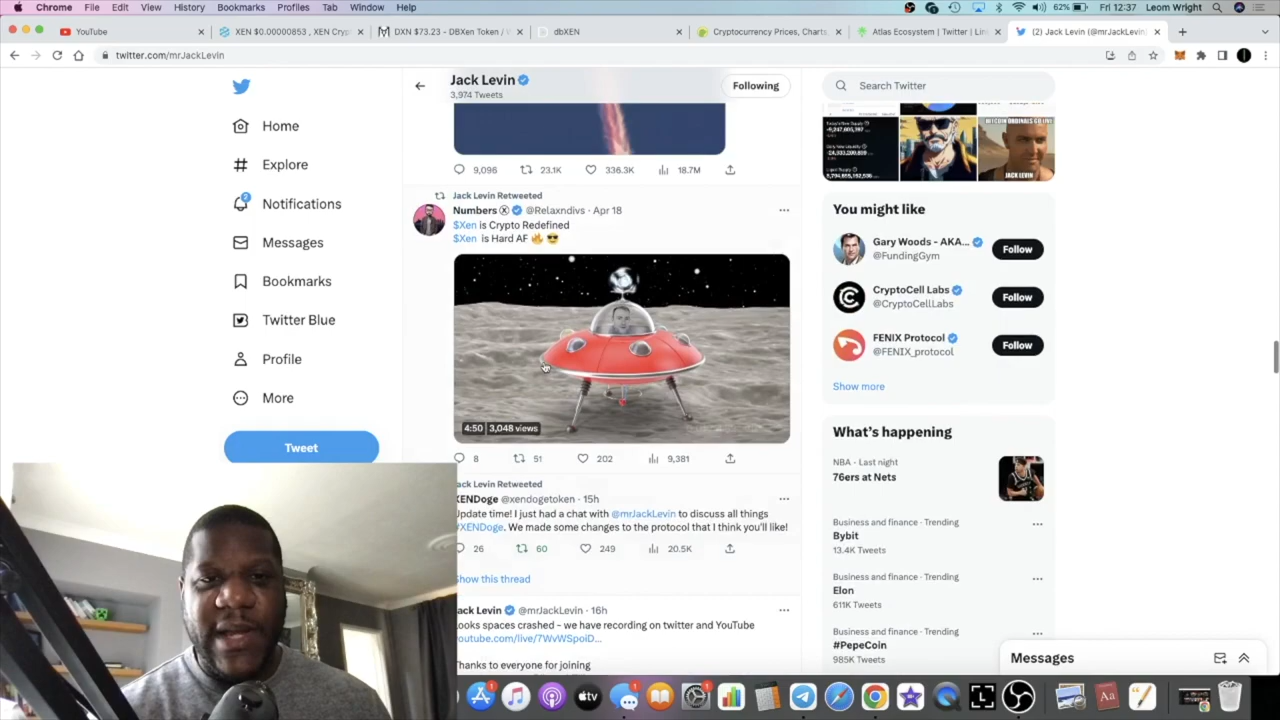 Chrome File Edit View History Bookmarks Profiles Tab Window Help
62% Fri 12:37 Leom Wright
YouTube
XEN $0.00000853 , XEN Cryp
DXN $73.23 - DBXen Token / W
dbXEN
Cryptocurrency Prices, Charts
Atlas Ecosystem | Twitter | Lin
(2) Jack Levin (@mrJackLevin)
twitter.com/mrJackLevin
Home
Explore
2
Notifications
Messages
Bookmarks
Twitter Blue
Profile
More
Tweet
Jack Levin
3,974 Tweets
Following
9,096 23.1K 336.3K 18.7M
Jack Levin Retweeted
Numbers @Relaxndivs · Apr 18
$Xen is Crypto Redefined
$Xen is Hard AF
4:50 3,048 views
8 51 202 9,381
Jack Levin Retweeted
XENDoge @xendogetoken · 15h
Update time! I just had a chat with @mrJackLevin to discuss all things
#XENDoge. We made some changes to the protocol that I think you'll like!
26 60 249 20.5K
Show this thread
Jack Levin @mrJackLevin · 16h
Looks spaces crashed - we have recording on twitter and YouTube
youtube.com/live/7WvWSpoiD...
Thanks to everyone for joining
Search Twitter
BITCOIN ORDINALS GO LIVE
JACK LEVIN
You might like
Gary Woods - AKA...
@FundingGym
Follow
CryptoCell Labs
@CryptoCellLabs
Follow
FENIX Protocol
@FENIX_protocol
Follow
Show more
What's happening
NBA · Last night
76ers at Nets
Business and finance · Trending
Bybit
13.4K Tweets
Business and finance · Trending
Elon
611K Tweets
Business and finance · Trending
#PepeCoin
985K Tweets
Messages